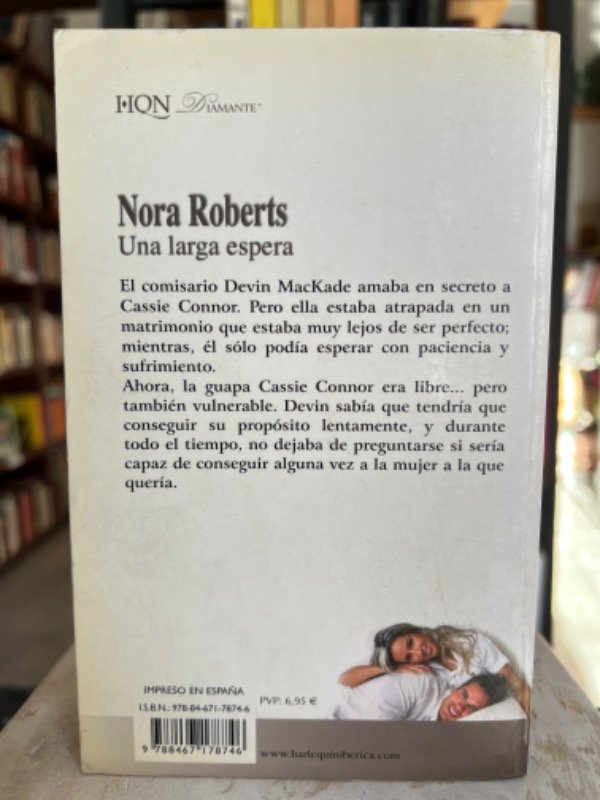 HQN DIAMANTE™
Nora Roberts
Una larga espera
El comisario Devin MacKade amaba en secreto a
Cassie Connor. Pero ella estaba atrapada en un
matrimonio que estaba muy lejos de ser perfecto;
mientras, él sólo podía esperar con paciencia y
sufrimiento.
Ahora, la guapa Cassie Connor era libre... pero
también vulnerable. Devin sabía que tendría que
conseguir su propósito lentamente, y durante
todo el tiempo, no dejaba de preguntarse si sería
capaz de conseguir alguna vez a la mujer a la que
quería.
IMPRESO EN ESPAÑA
I.S.B.N.: 978-84-671-7874-6
PVP: 6,95 €
9 788467 178746
www.harlequiniberica.com